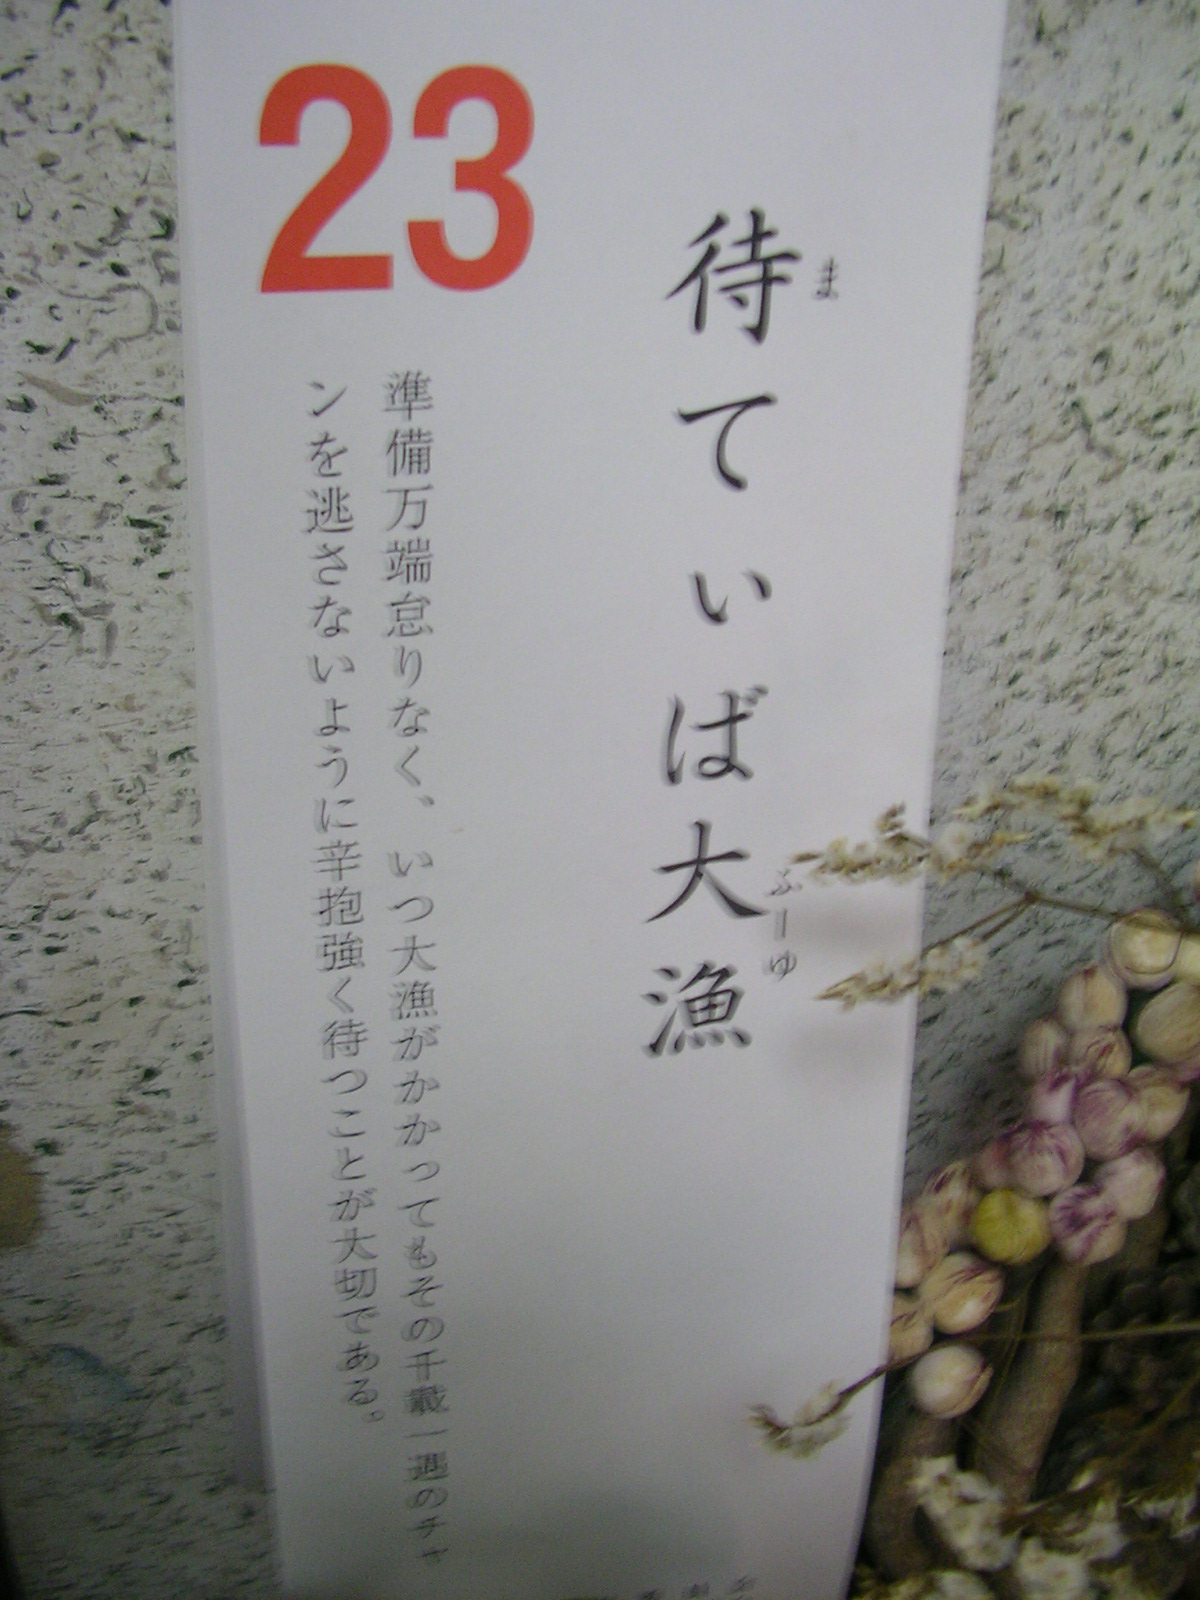 23
待てぃば大漁
ま
ふーゆ
準備万端怠りなく、いつ大漁がかかってもその千載一遇のチャ
ンを逃さないように辛抱強く待つことが大切である。